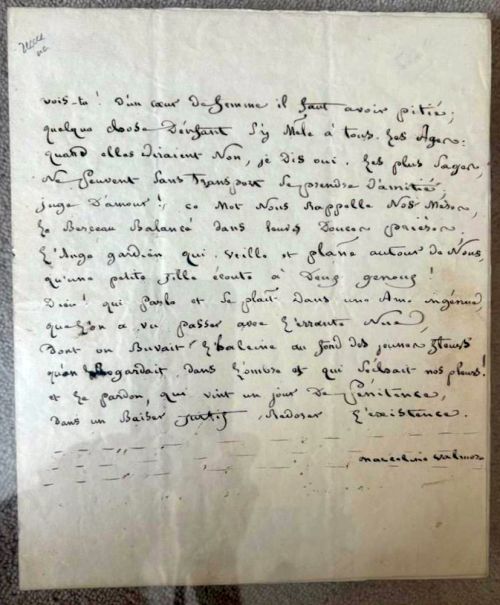 vois-tu ! D'un cœur de femme il faut avoir pitié ;
quelque chose D'énfant s'y Mêle à tous Les Âges :
quand elles diraient Non, je Dis oui. Les plus Sages,
Ne Peuvent Sans transport Se prendre D'amitié,
juge D'amour ! ce Mot Nous Rappelle Nos Mères,
Le Berceau Balancé dans leurs Douces prières.
L'Ange gardien qui veille et plane autour de Nous,
qu'une petite fille écoute à Deux genoux !
Dieu ! qui parle et Se plait Dans une Ame ingénue,
que l'on a vu passer avec L'errante Nue,
Dont on Buvait L'haleine au fond des jeunes fleurs
qu'on Regardait dans L'ombre et qui Séchait nos pleurs !
et Le pardon, qui vint un jour De Pénitence,
dans un Baiser furtif Redorer L'existence.
marceline valmore